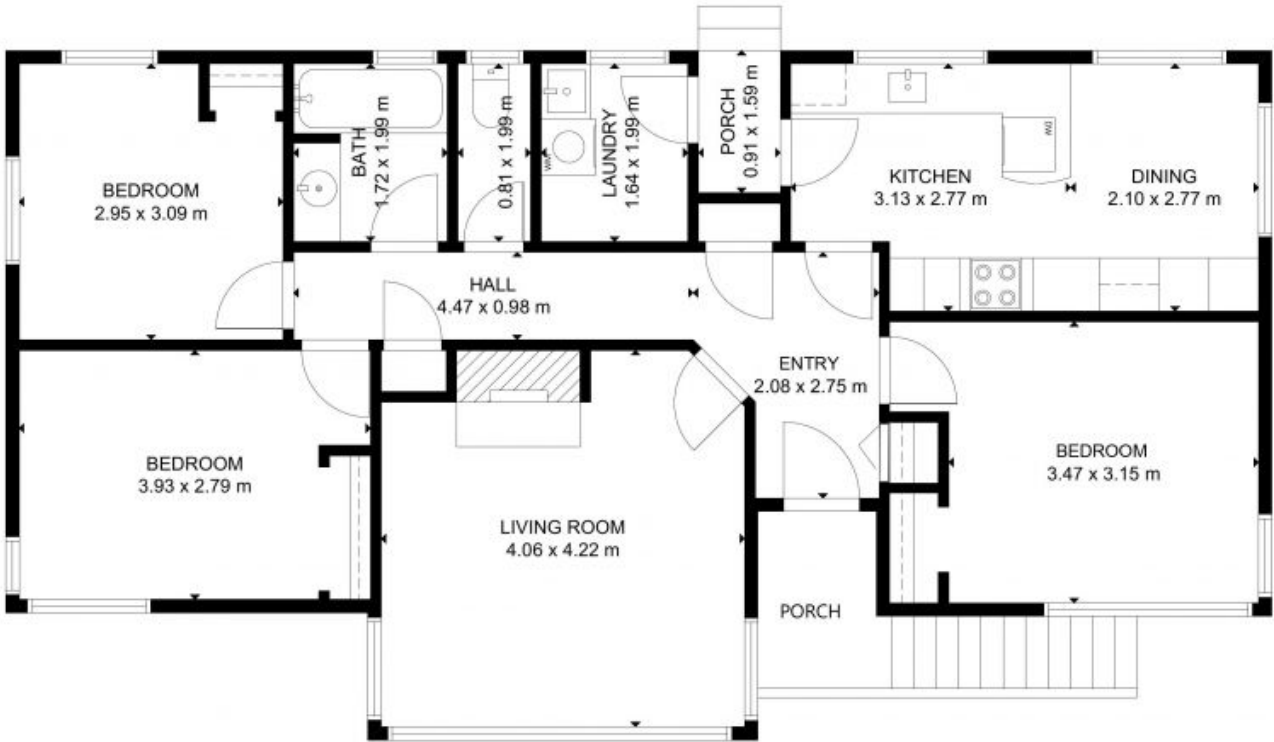 BEDROOM
2.95 x 3.09 m
BATH
1.72 x 1.99 m
0.81 x 1.99 m
LAUNDRY
1.64 x 1.99 m
WM
PORCH
0.91 x 1.59 m
KITCHEN
3.13 x 2.77 m
DW
DINING
2.10 x 2.77 m
HALL
4.47 x 0.98 m
ENTRY
2.08 x 2.75 m
BEDROOM
3.93 x 2.79 m
LIVING ROOM
4.06 x 4.22 m
BEDROOM
3.47 x 3.15 m
PORCH